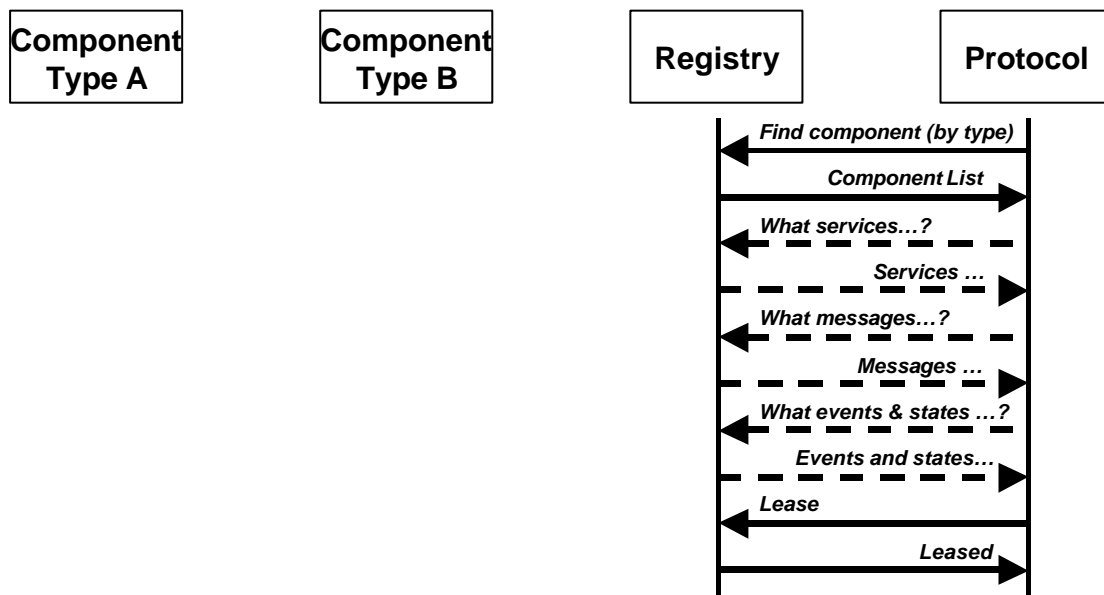 Component
Type A
Component
Type B
Registry
Protocol
Find component (by type)
Component List
What services…?
Services …
What messages…?
Messages …
What events & states …?
Events and states…
Lease
Leased